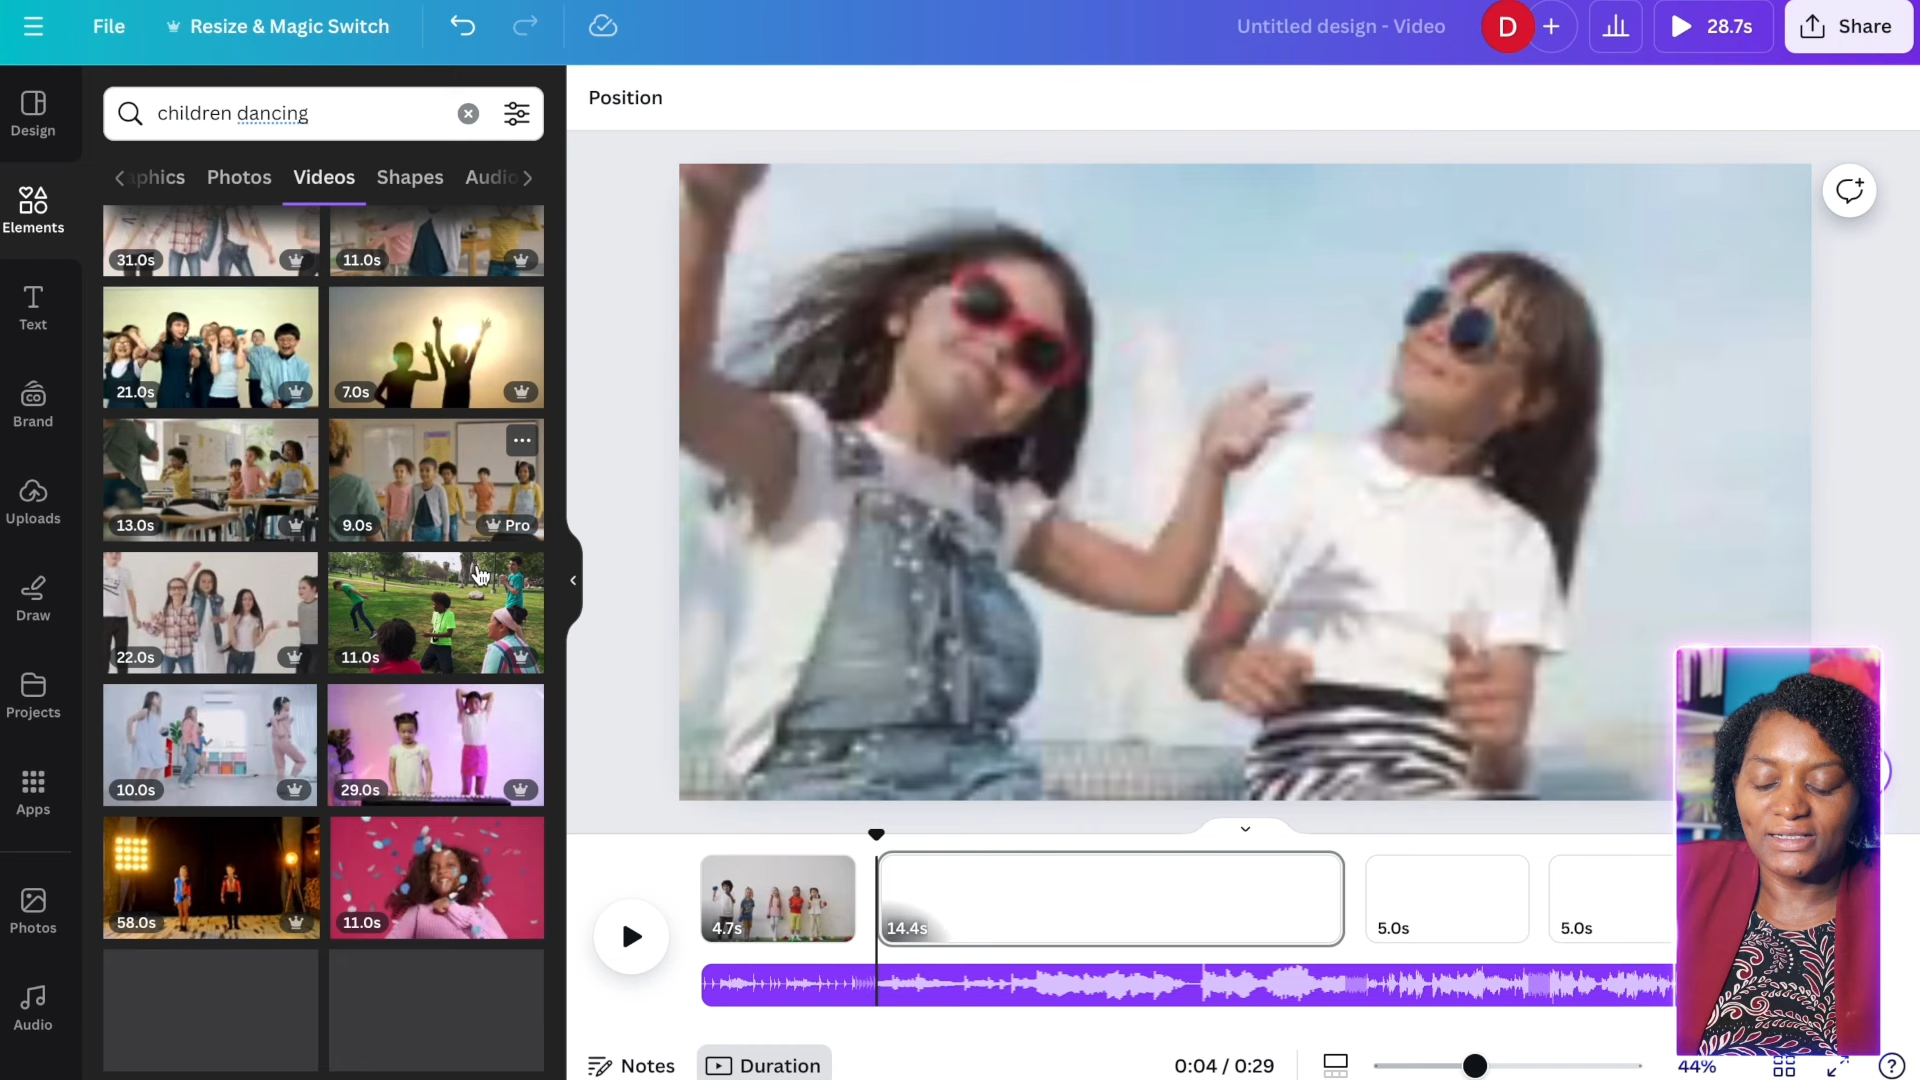 File
Resize & Magic Switch
Untitled design - Video
D
28.7s
Share
Design
Elements
Text
Brand
Uploads
Draw
Projects
Apps
Photos
Audio
children dancing
aphics
Photos
Videos
Shapes
Audio
31.0s
11.0s
21.0s
7.0s
13.0s
9.0s
Pro
22.0s
11.0s
10.0s
29.0s
58.0s
11.0s
Position
4.7s
14.4s
5.0s
5.0s
Notes
Duration
0:04 / 0:29
44%